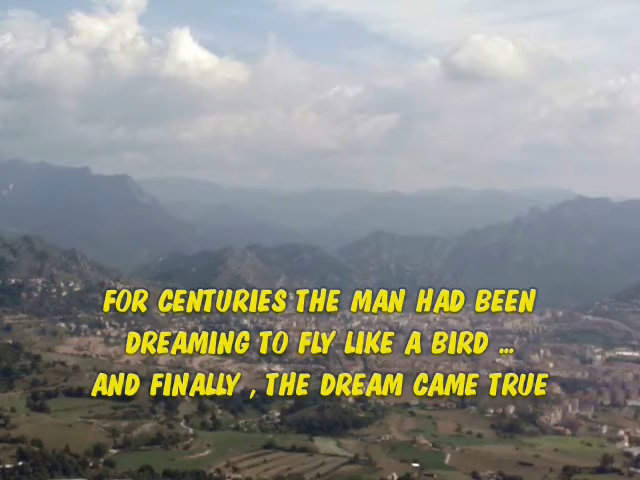 FOR CENTURIES THE MAN HAD BEEN
DREAMING TO FLY LIKE A BIRD ...
AND FINALLY , THE DREAM CAME TRUE